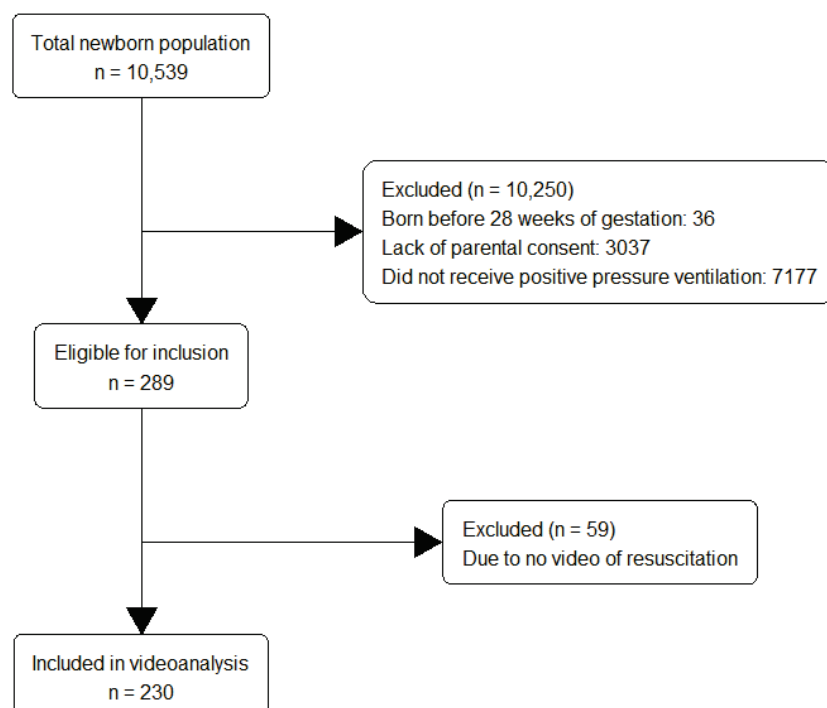 Total newborn population
n = 10,539
Excluded (n = 10,250)
Born before 28 weeks of gestation: 36
Lack of parental consent: 3037
Did not receive positive pressure ventilation: 7177
Eligible for inclusion
n = 289
Excluded (n = 59)
Due to no video of resuscitation
Included in videoanalysis
n = 230